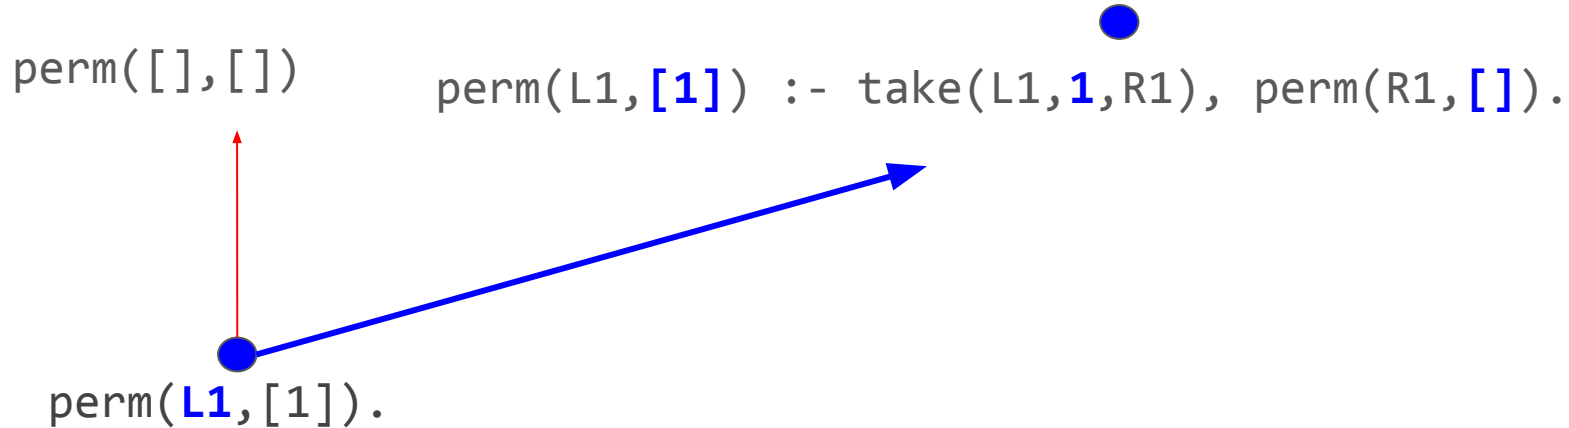 perm([],[])
perm(L1,[1]) :- take(L1,1,R1), perm(R1,[]).
perm(L1,[1]).